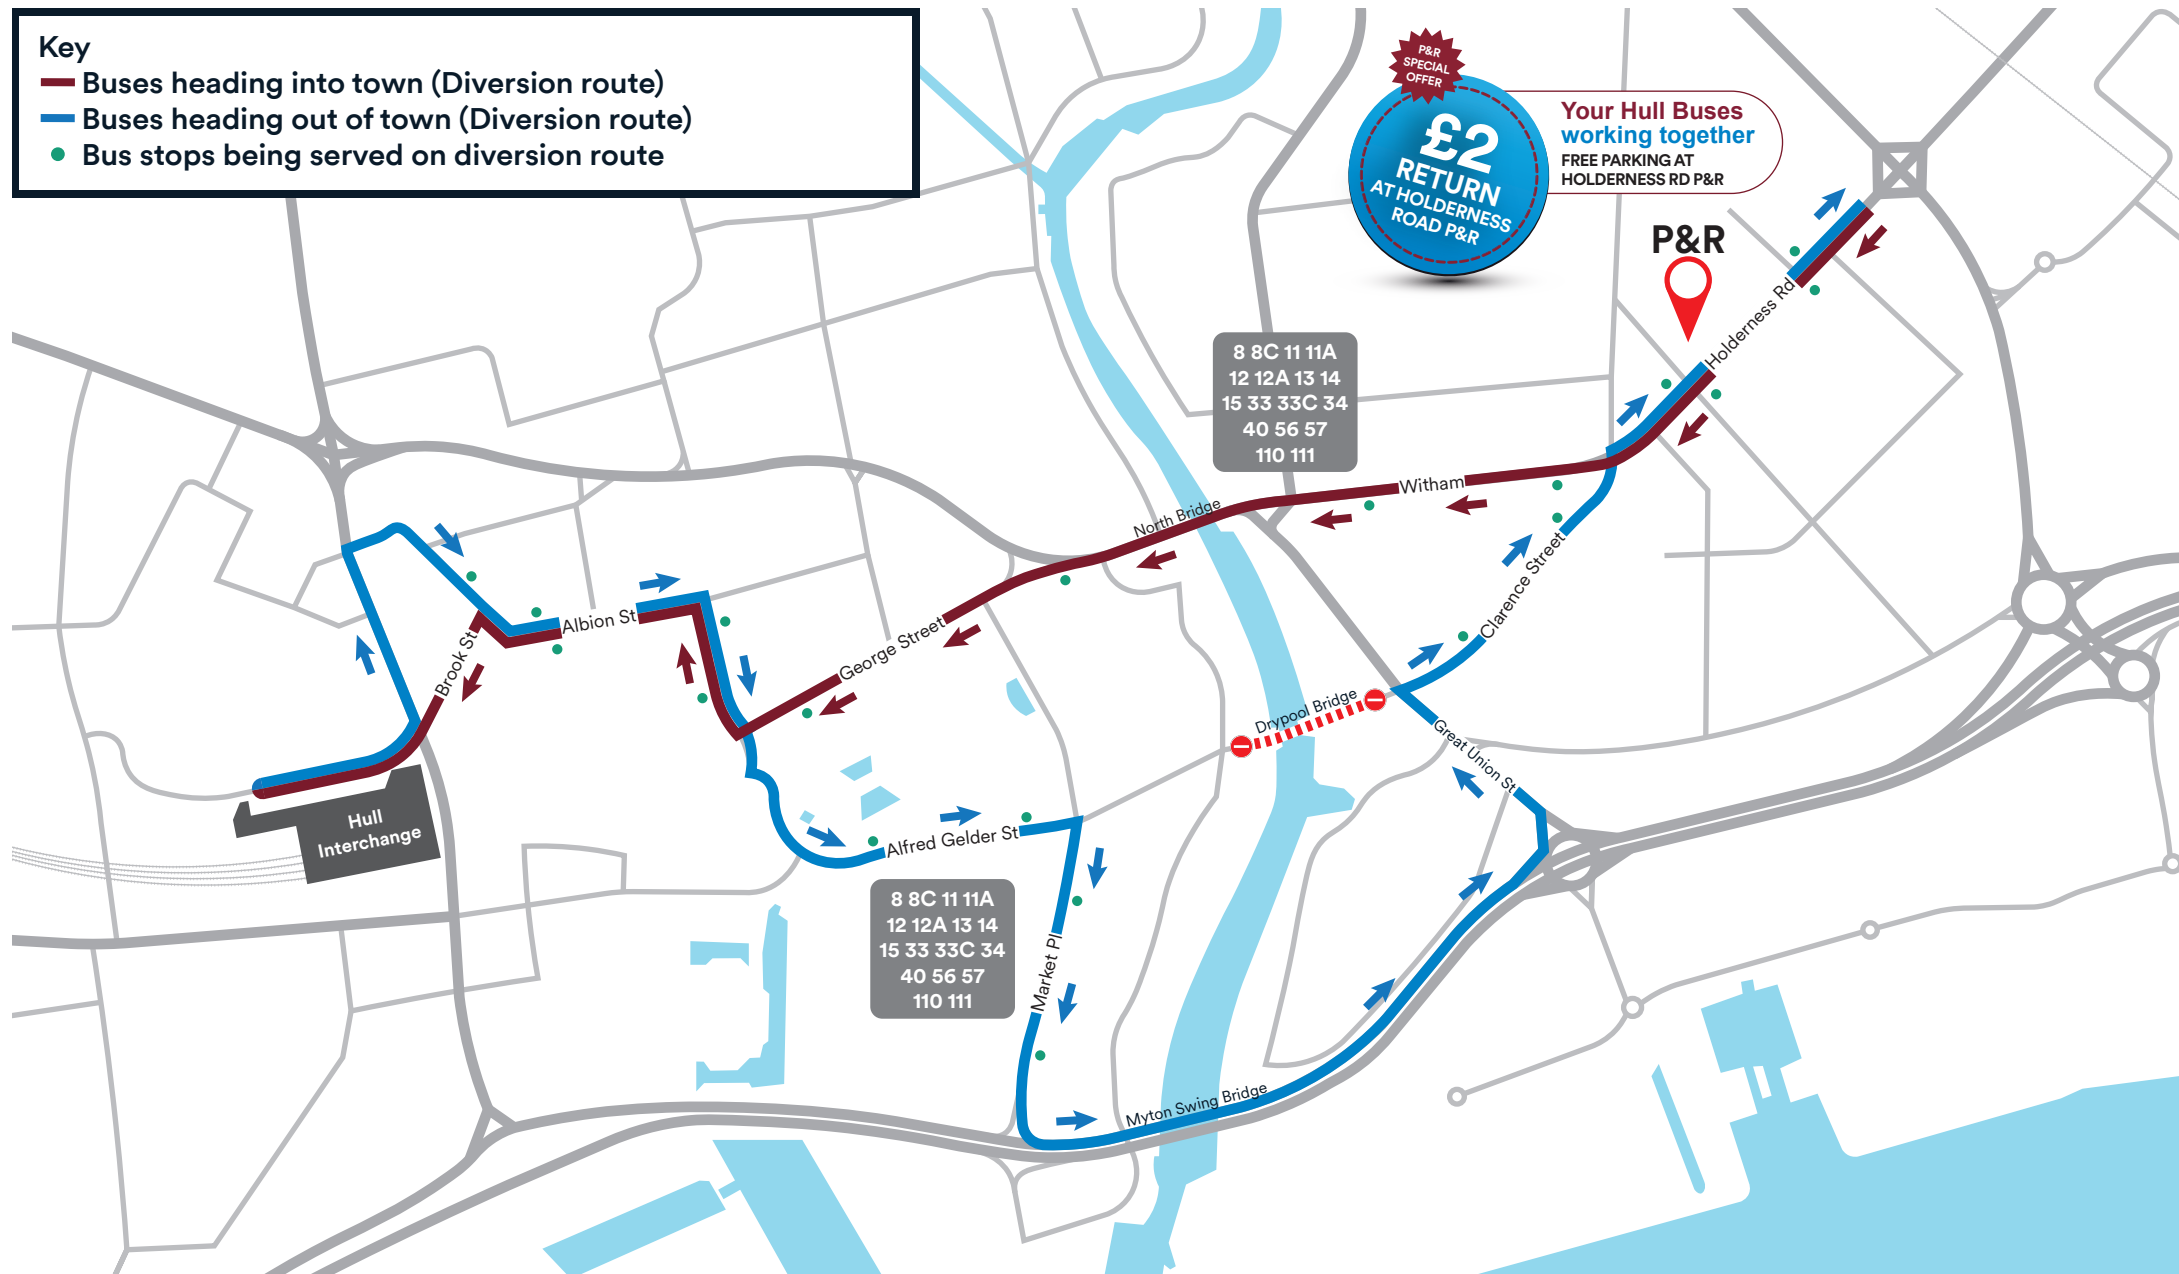 Key
Buses heading into town (Diversion route)
Buses heading out of town (Diversion route)
Bus stops being served on diversion route
P&R
SPECIAL
OFFER
£2
RETURN
AT HOLDERNESS
ROAD P&R
Your Hull Buses
working together
FREE PARKING AT
HOLDERNESS RD P&R
P&R
Holderness Rd
8 8C 11 11A
12 12A 13 14
15 33 33C 34
40 56 57
110 111
Witham
North Bridge
Clarence Street
Albion St
Brook St
George Street
Drypool Bridge
Great Union St
Hull
Interchange
Alfred Gelder St
8 8C 11 11A
12 12A 13 14
15 33 33C 34
40 56 57
110 111
Market Pl
Myton Swing Bridge